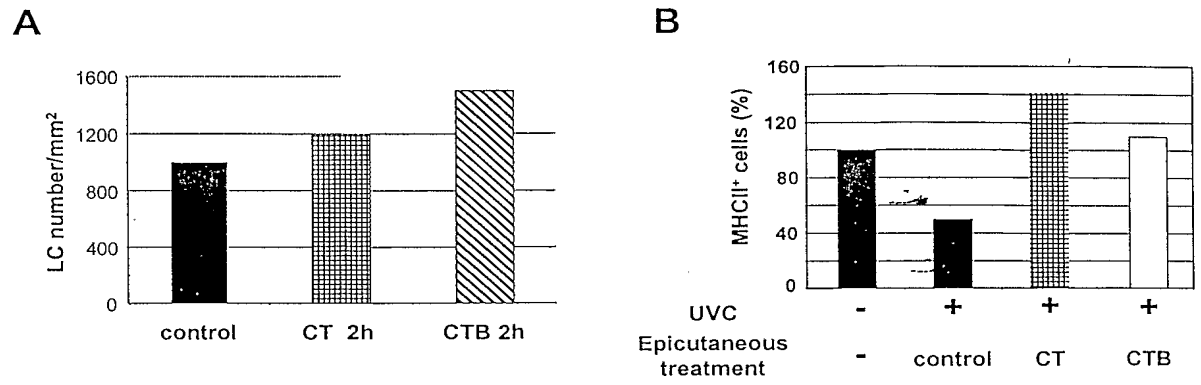 A
LC number/mm²
1600
1200
800
400
0
control CT 2h CTB 2h
B
MHCII⁺ cells (%)
160
120
80
40
0
UVC - + + +
Epicutaneous
treatment - control CT CTB